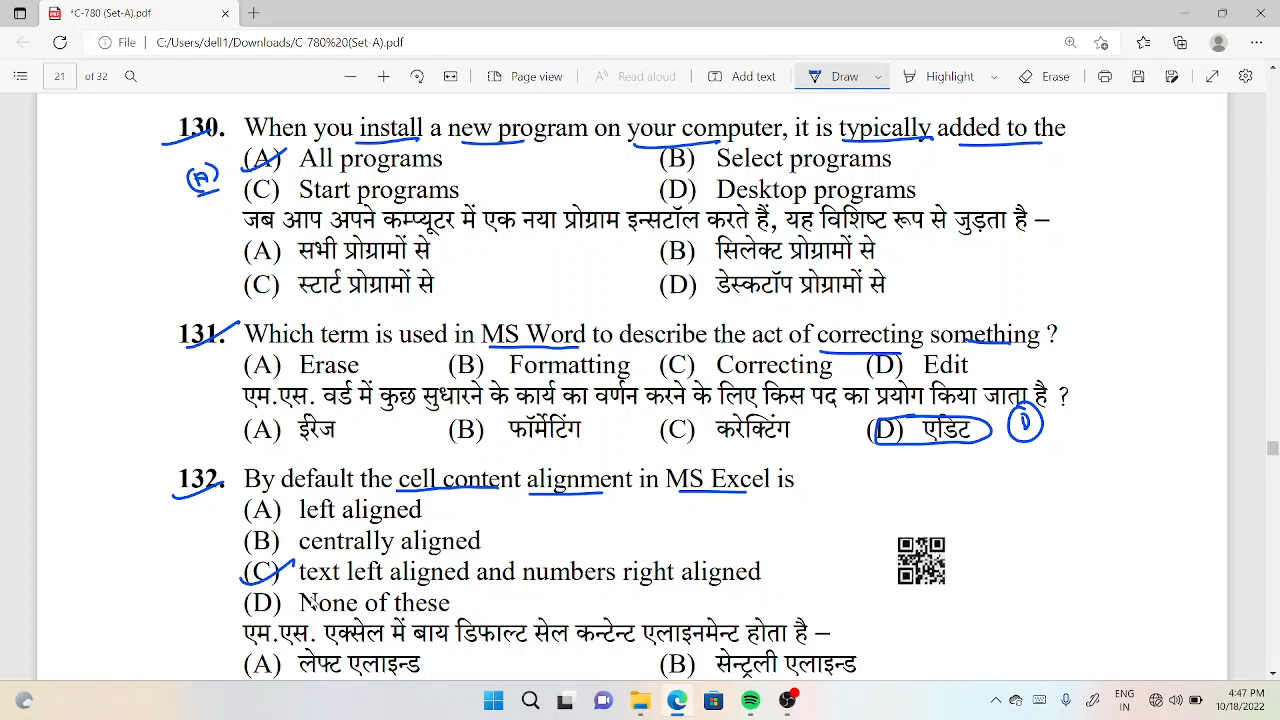 *C-780 (Set-A).pdf
File C:/Users/dell1/Downloads/C-780%20(Set-A).pdf
21 of 32 Page view Read aloud Add text Draw Highlight Erase
130. When you install a new program on your computer, it is typically added to the
(A) All programs (B) Select programs
(A)
(C) Start programs (D) Desktop programs
जब आप अपने कम्प्यूटर में एक नया प्रोग्राम इन्सटॉल करते हैं, यह विशिष्ट रूप से जुड़ता है –
(A) सभी प्रोग्रामों से (B) सिलेक्ट प्रोग्रामों से
(C) स्टार्ट प्रोग्रामों से (D) डेस्कटॉप प्रोग्रामों से
131. Which term is used in MS Word to describe the act of correcting something ?
(A) Erase (B) Formatting (C) Correcting (D) Edit
एम.एस. वर्ड में कुछ सुधारने के कार्य का वर्णन करने के लिए किस पद का प्रयोग किया जाता है ?
(A) ईरेज (B) फॉर्मेटिंग (C) करेक्टिंग (D) एडिट D
132. By default the cell content alignment in MS Excel is
(A) left aligned
(B) centrally aligned
(C) text left aligned and numbers right aligned
(D) None of these
एम.एस. एक्सेल में बाय डिफाल्ट सेल कन्टेन्ट एलाइनमेन्ट होता है –
(A) लेफ्ट एलाइन्ड (B) सेन्ट्रली एलाइन्ड
ENG 4:47 PM
IN 10/18/2022